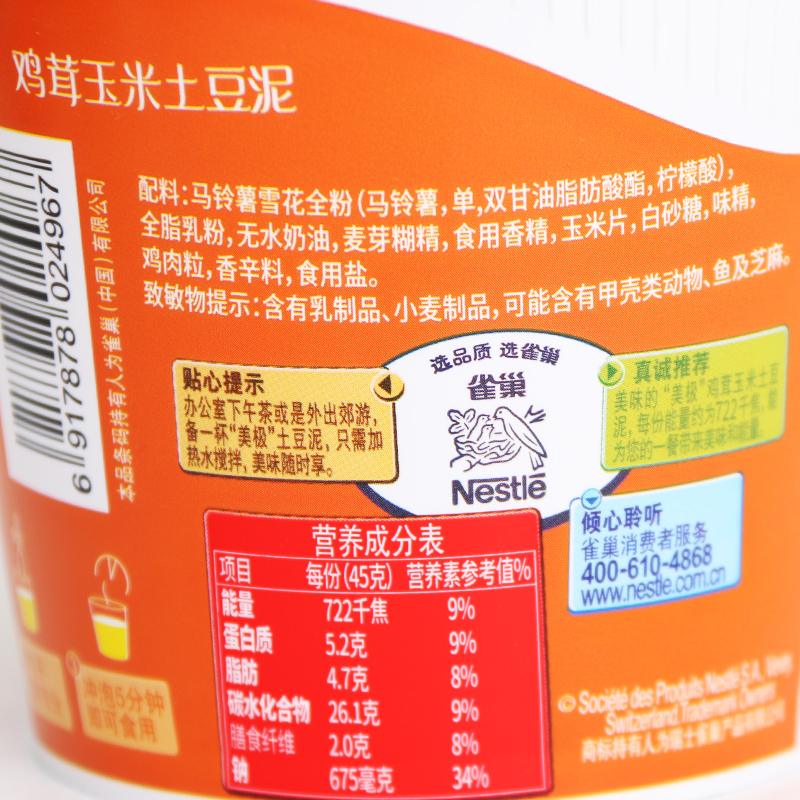 鸡茸玉米土豆泥
配料:马铃薯雪花全粉(马铃薯,单,双甘油脂肪酸酯,柠檬酸),
全脂乳粉,无水奶油,麦芽糊精,食用香精,玉米片,白砂糖,味精,
鸡肉粒,香辛料,食用盐。
致敏物提示:含有乳制品、小麦制品,可能含有甲壳类动物、鱼及芝麻。
6 917878 024967
本品条码持有人为雀巢(中国)有限公司
选品质 选雀巢
雀巢
Nestlé
贴心提示
办公室下午茶或是外出郊游,
备一杯“美极”土豆泥,只需加
热水搅拌,美味随时享。
真诚推荐
美味的“美极”鸡茸玉米土豆
泥,每份能量约为722千焦,能
为您的一餐带来美味和能量。
倾心聆听
雀巢消费者服务
400-610-4868
www.nestle.com.cn
营养成分表
项目 每份(45克) 营养素参考值%
能量 722千焦 9%
蛋白质 5.2克 9%
脂肪 4.7克 8%
碳水化合物 26.1克 9%
膳食纤维 2.0克 8%
钠 675毫克 34%
冲泡5分钟
即可食用
© Société des Produits Nestlé S.A., Vevey
Switzerland Trademark Owners
商标持有人为瑞士雀巢产品有限公司